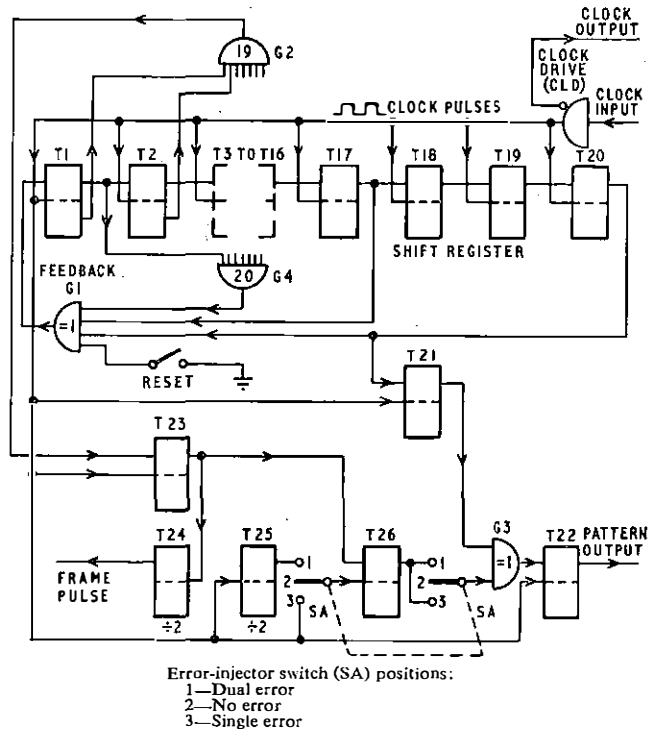 CLOCK OUTPUT
CLOCK DRIVE (CLD)
CLOCK INPUT
19 G2
CLOCK PULSES
T1 T2 T3 TO T16 T17 T18 T19 T20
SHIFT REGISTER
20 G4
FEEDBACK G1
=1
RESET
T21
T23
T24 T25 T26 G3 T22
=1
PATTERN OUTPUT
FRAME PULSE
÷2 ÷2
1 2 3 SA
1 2 3 SA
Error-injector switch (SA) positions:
1—Dual error
2—No error
3—Single error